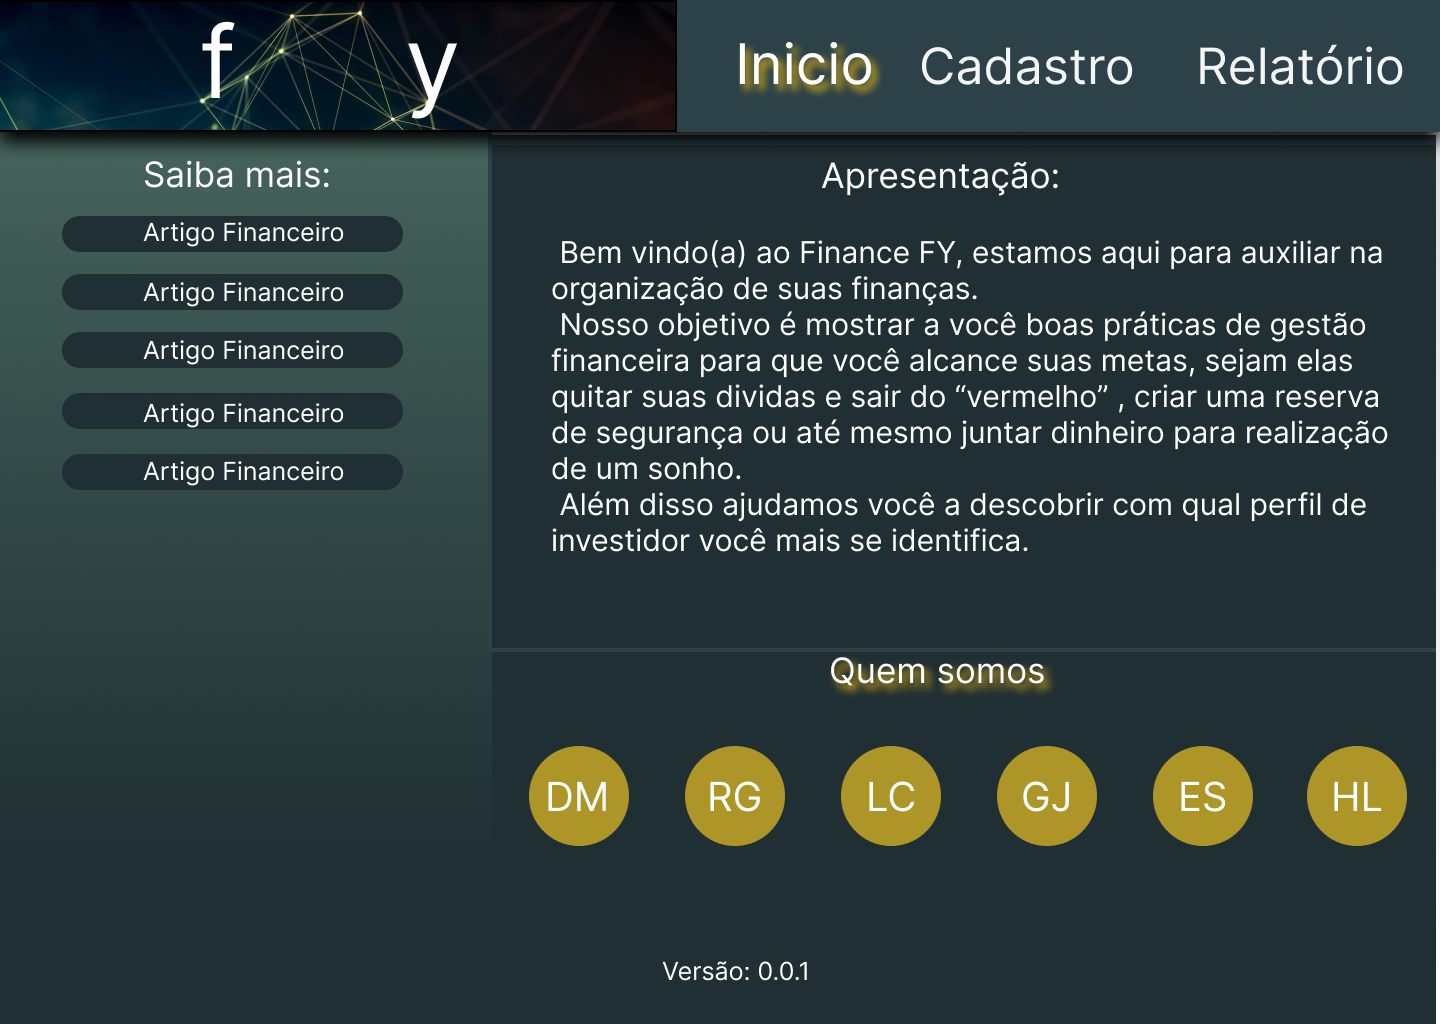 f y
Inicio Cadastro Relatório
Saiba mais:
Artigo Financeiro
Artigo Financeiro
Artigo Financeiro
Artigo Financeiro
Artigo Financeiro
Apresentação:
Bem vindo(a) ao Finance FY, estamos aqui para auxiliar na
organização de suas finanças.
Nosso objetivo é mostrar a você boas práticas de gestão
financeira para que você alcance suas metas, sejam elas
quitar suas dividas e sair do “vermelho” , criar uma reserva
de segurança ou até mesmo juntar dinheiro para realização
de um sonho.
Além disso ajudamos você a descobrir com qual perfil de
investidor você mais se identifica.
Quem somos
DM RG LC GJ ES HL
Versão: 0.0.1